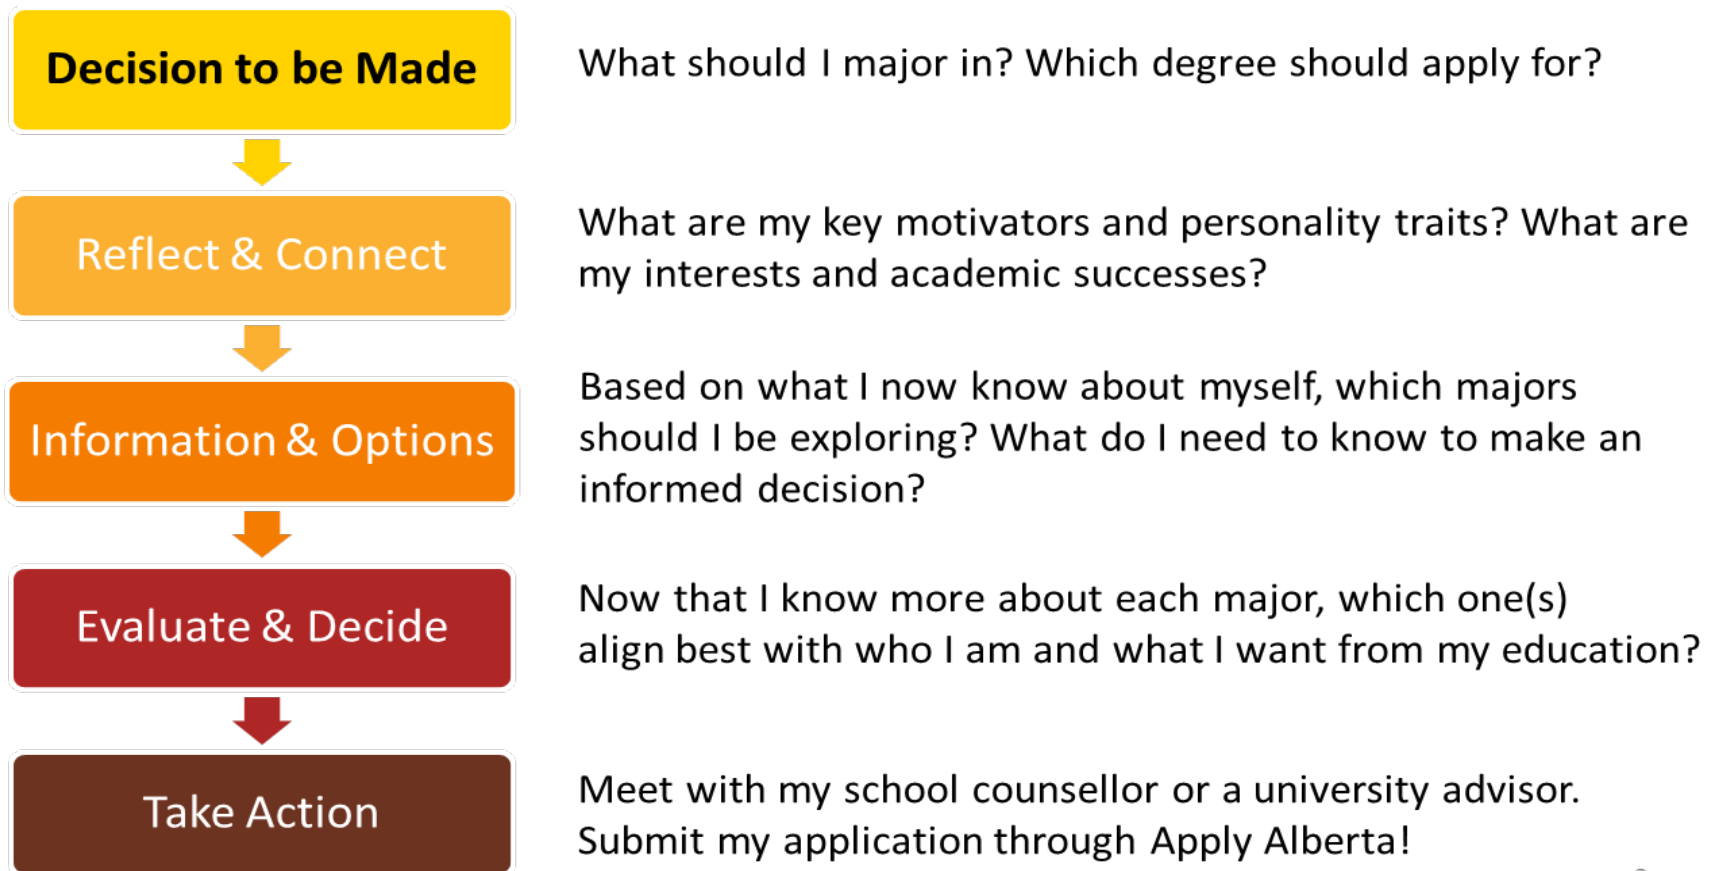 Decision to be Made
What should I major in? Which degree should apply for?
Reflect & Connect
What are my key motivators and personality traits? What are
my interests and academic successes?
Information & Options
Based on what I now know about myself, which majors
should I be exploring? What do I need to know to make an
informed decision?
Evaluate & Decide
Now that I know more about each major, which one(s)
align best with who I am and what I want from my education?
Take Action
Meet with my school counsellor or a university advisor.
Submit my application through Apply Alberta!